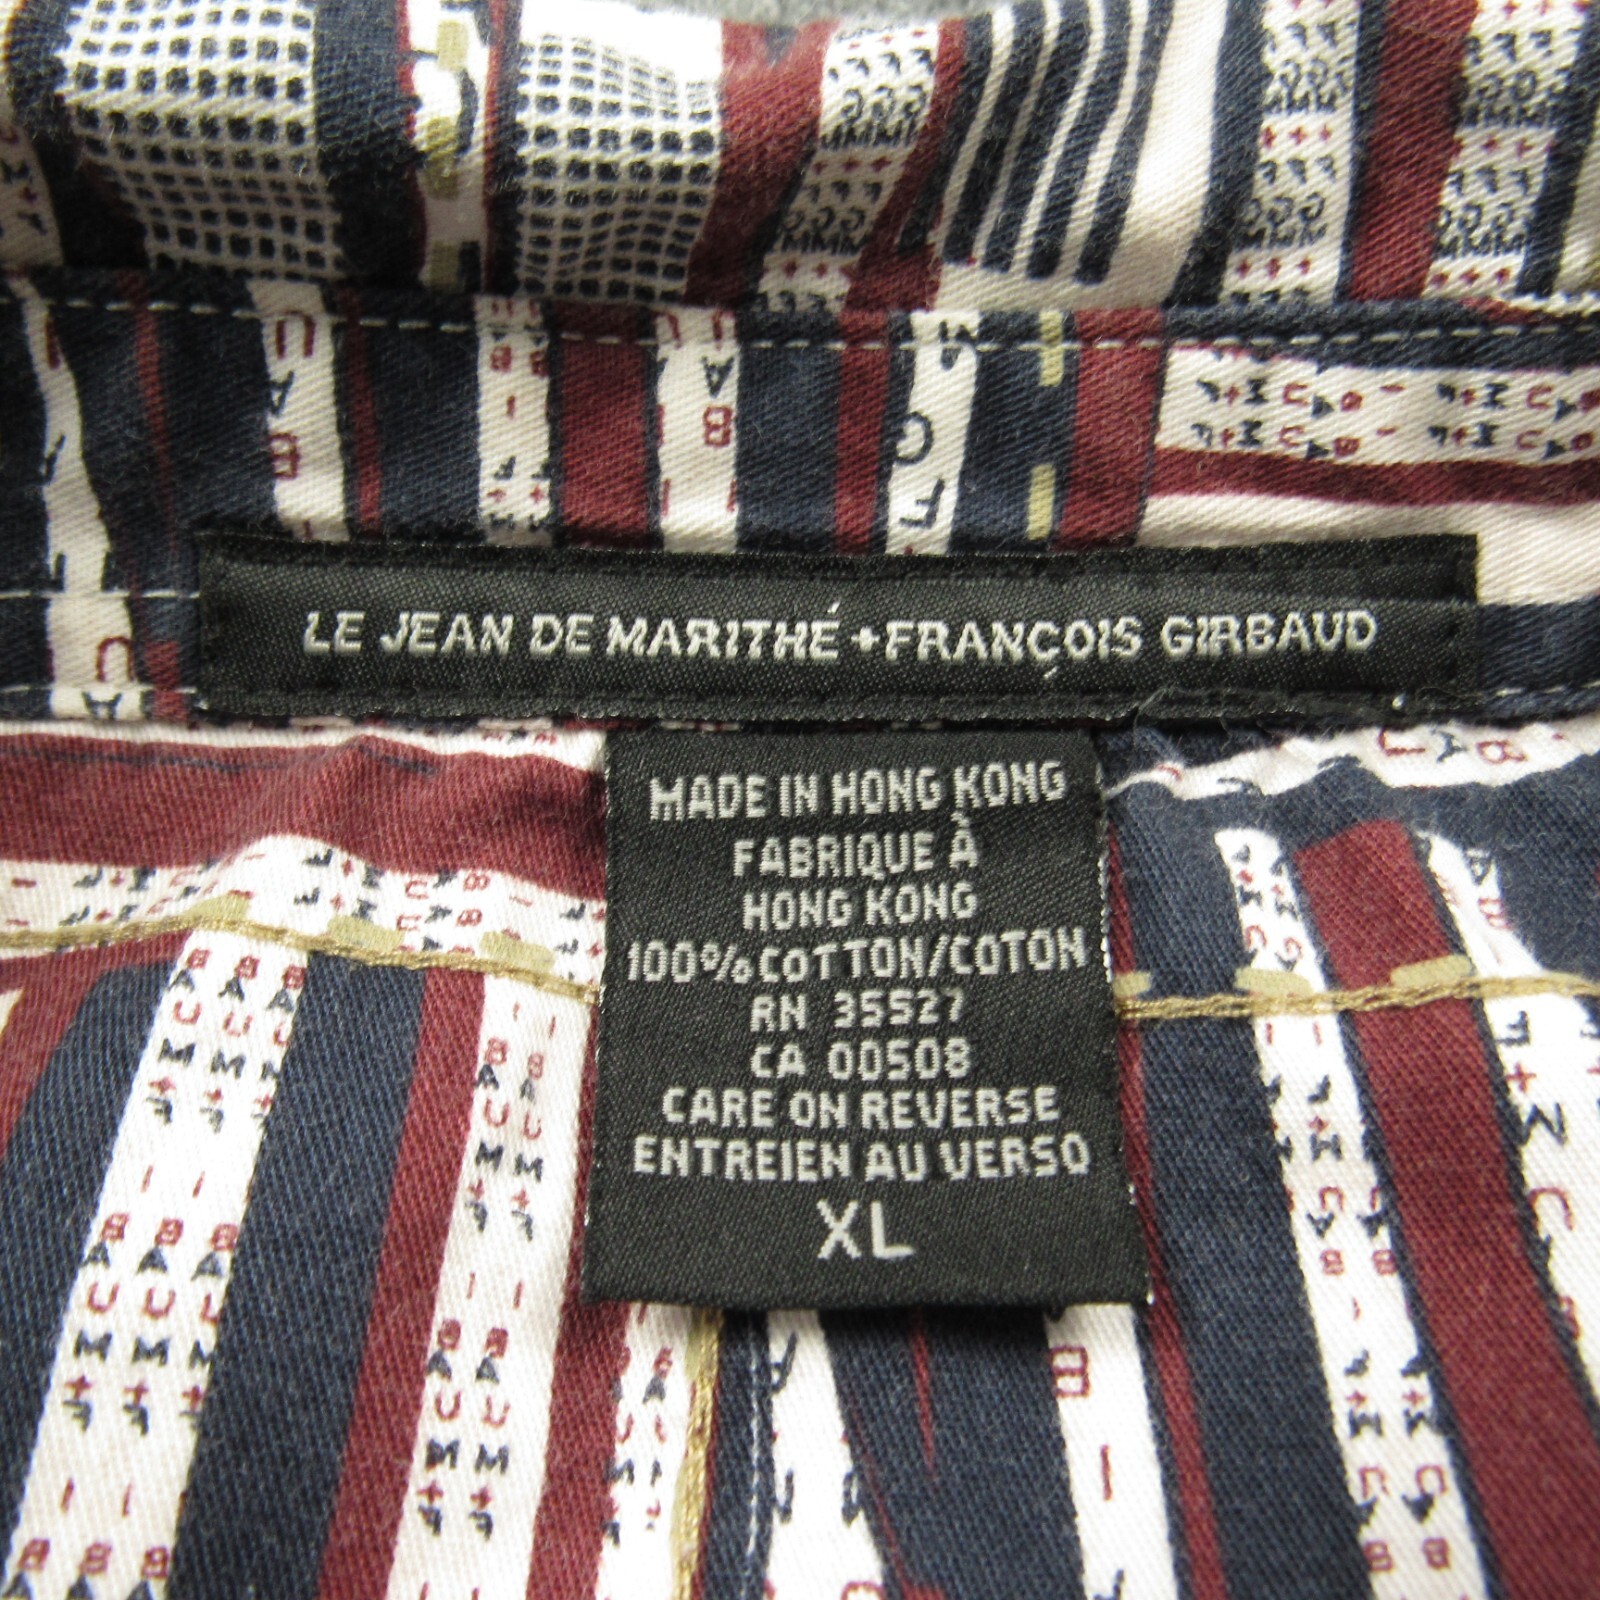 LE JEAN DE MARITHÉ + FRANÇOIS GIRBAUD
MADE IN HONG KONG
FABRIQUE À
HONG KONG
100% COTTON/COTON
RN 35527
CA 00508
CARE ON REVERSE
ENTREIEN AU VERSO
XL